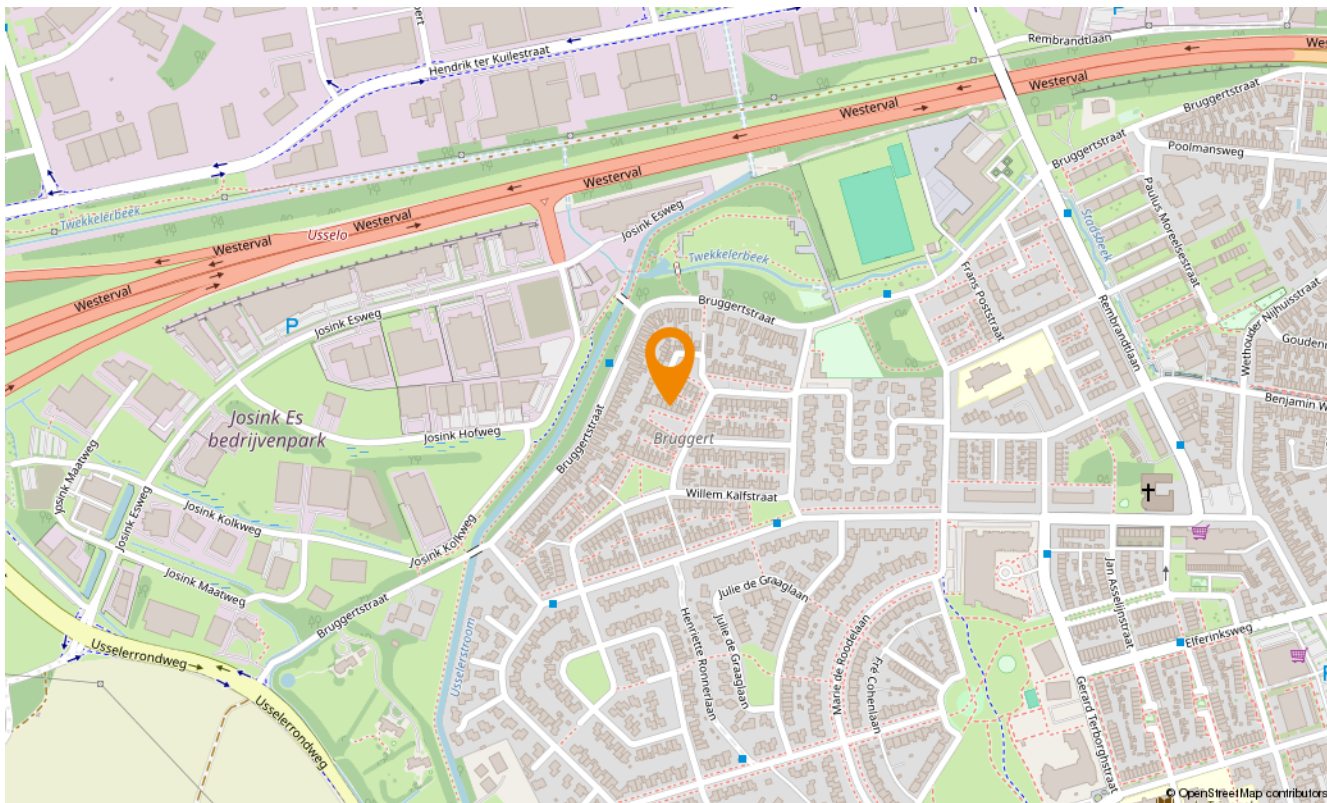 Rembrandtlaan
Hendrik ter Kuilestraat
Westerval
Westerval
Bruggertstraat
Bruggertstraat
Poolmansweg
Westerval
Paulus Moreelsestraat
Twekkelerbeek
Westerval
Josink Esweg
Stadsbeek
Usselo
Westerval
Twekkelerbeek
Frans Poststraat
Wethouder Nijhuisstraat
Westerval
P
Josink Esweg
Bruggertstraat
Rembrandtlaan
Josink Es
bedrijvenpark
Josink Hofweg
Bruggertstraat
Bruggert
Josink Maatweg
Josink Esweg
Josink Kolkweg
Willem Kalfstraat
Josink Kolkweg
Josink Maatweg
Julie de Graaglaan
Jan Asselijnstraat
Bruggertstraat
Henriette Ronnerlaan
Julie de Graaglaan
Marie de Roodelaan
Fré Cohenlaan
Elferinksweg
Usselerrondweg
Usselerstroom
Usselerrondweg
Gerard Terborghstraat
© OpenStreetMap contributors